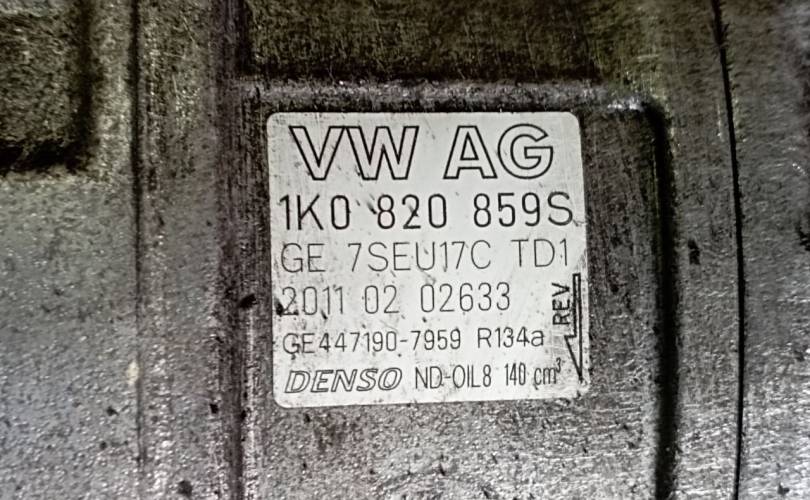 VW AG
1K0 820 859S
GE 7SEU17C TD1
2011 02 02633
REV
GE447190-7959 R134a
DENSO ND-OIL8 140 cm³